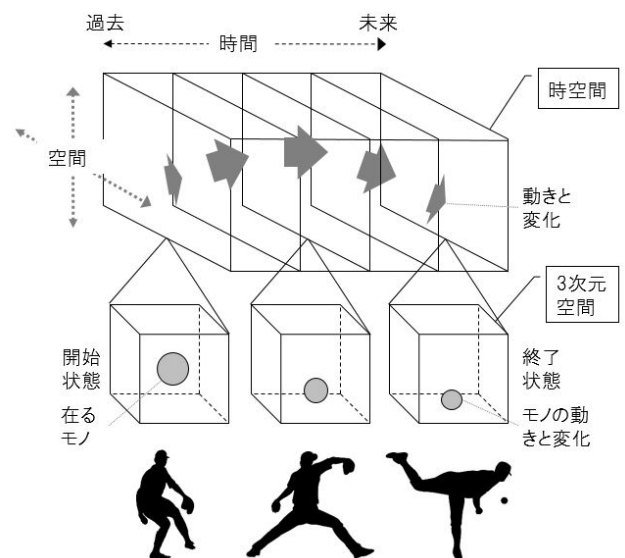 過去
未来
時間
時空間
空間
動きと
変化
3次元
空間
開始
状態
終了
状態
在る
モノ
モノの動
きと変化